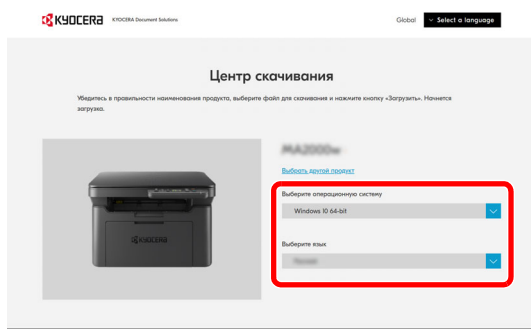 KYOCERA KYOCERA Document Solutions Global Select a language
Центр скачивания
Убедитесь в правильности наименования продукта, выберите файл для скачивания и нажмите кнопку «Загрузить». Начнется
загрузка.
Выбрать другой продукт
Выберите операционную систему
Windows 10 64-bit
Выберите язык
KYOCERA